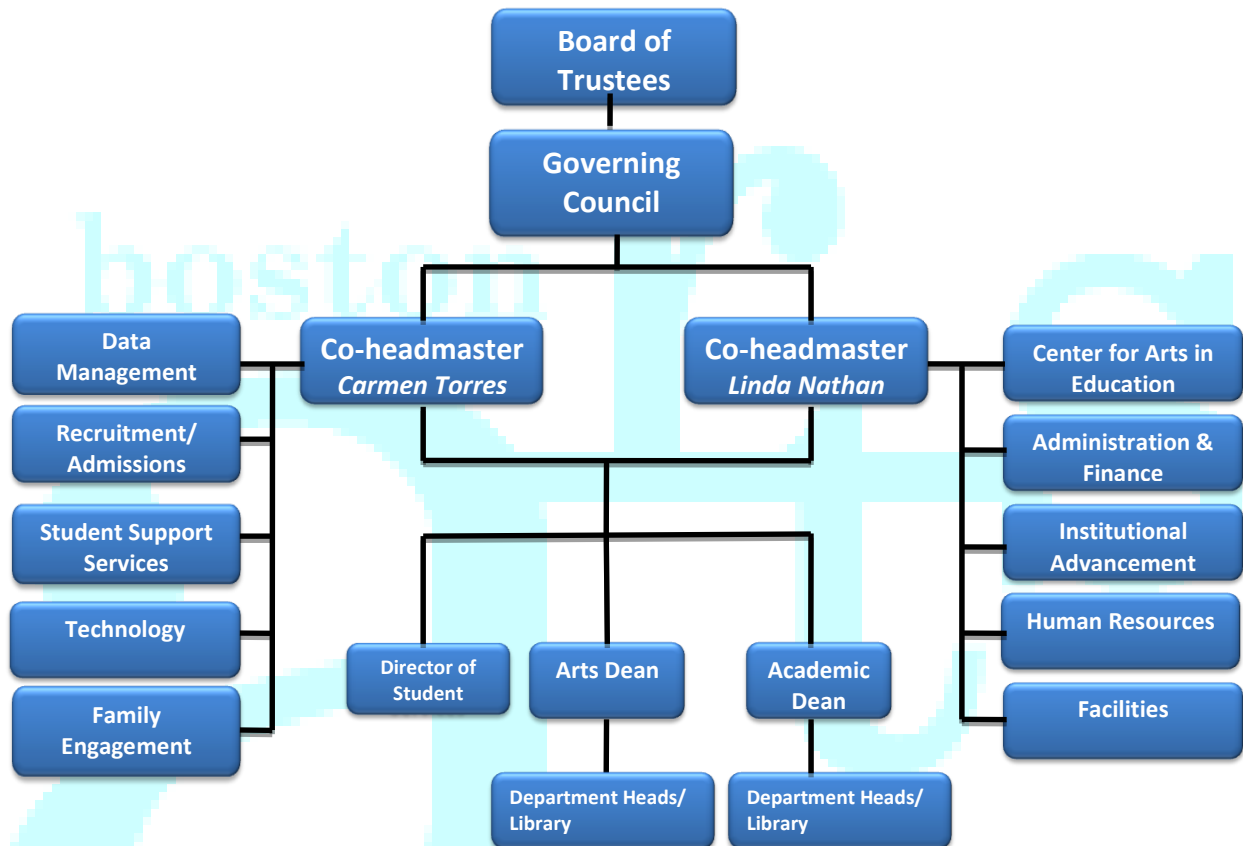 Board of
Trustees
Governing
Council
boston
Co-headmaster
Carmen Torres
Co-headmaster
Linda Nathan
Data
Management
Recruitment/
Admissions
Student Support
Services
Technology
Family
Engagement
Center for Arts in
Education
Administration &
Finance
Institutional
Advancement
Human Resources
Facilities
Director of
Student
Arts Dean
Academic
Dean
Department Heads/
Library
Department Heads/
Library